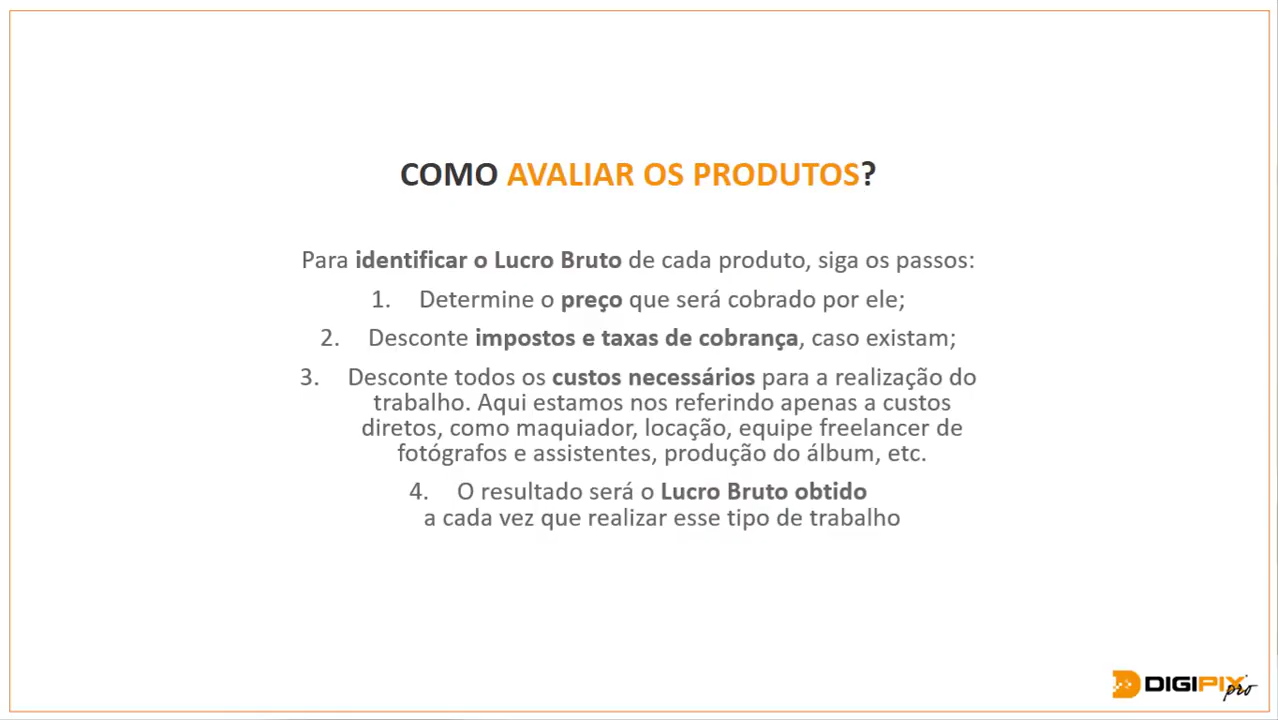 COMO AVALIAR OS PRODUTOS?
Para identificar o Lucro Bruto de cada produto, siga os passos:
1. Determine o preço que será cobrado por ele;
2. Desconte impostos e taxas de cobrança, caso existam;
3. Desconte todos os custos necessários para a realização do
trabalho. Aqui estamos nos referindo apenas a custos
diretos, como maquiador, locação, equipe freelancer de
fotógrafos e assistentes, produção do álbum, etc.
4. O resultado será o Lucro Bruto obtido
a cada vez que realizar esse tipo de trabalho
DIGIPIX pro